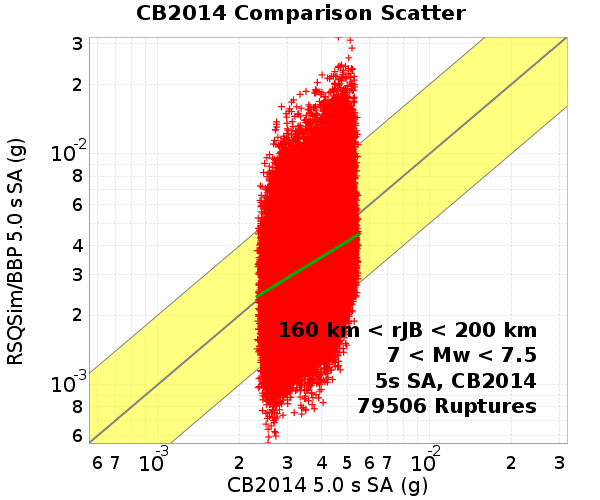 CB2014 Comparison Scatter
RSQSim/BBP 5.0 s SA (g)
3
2
10-2
8
6
4
3
2
10-3
8
6
160 km < rJB < 200 km
7 < Mw < 7.5
5s SA, CB2014
79506 Ruptures
6 7 10-3 2 3 4 5 6 7 10-2 2 3
CB2014 5.0 s SA (g)